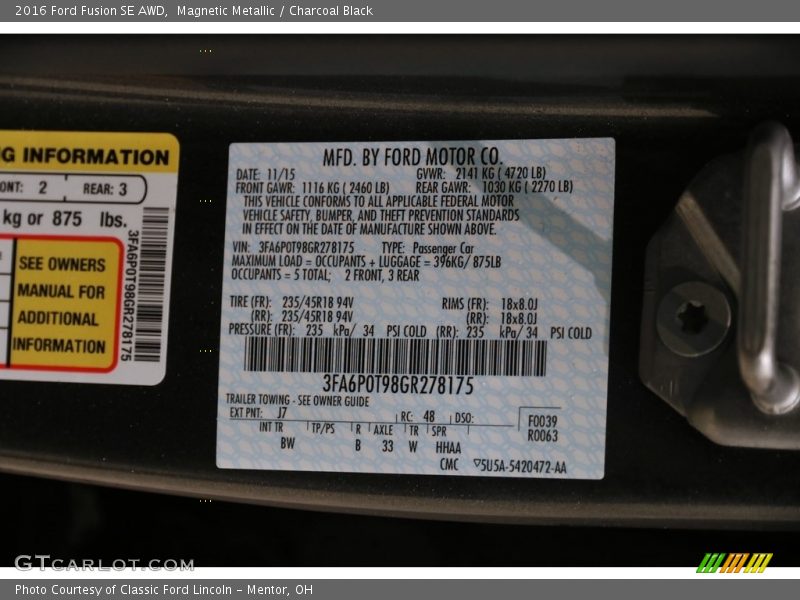 2016 Ford Fusion SE AWD, Magnetic Metallic / Charcoal Black
G INFORMATION
ONT: 2 REAR: 3
kg or 875 lbs.
SEE OWNERS
MANUAL FOR
ADDITIONAL
INFORMATION
3FA6P0T98GR278175
MFD. BY FORD MOTOR CO.
DATE: 11/15 GVWR: 2141 KG ( 4720 LB)
FRONT GAWR: 1116 KG ( 2460 LB) REAR GAWR: 1030 KG ( 2270 LB)
THIS VEHICLE CONFORMS TO ALL APPLICABLE FEDERAL MOTOR
VEHICLE SAFETY, BUMPER, AND THEFT PREVENTION STANDARDS
IN EFFECT ON THE DATE OF MANUFACTURE SHOWN ABOVE.
VIN: 3FA6P0T98GR278175 TYPE: Passenger Car
MAXIMUM LOAD = OCCUPANTS + LUGGAGE = 396KG/ 875LB
OCCUPANTS = 5 TOTAL; 2 FRONT, 3 REAR
TIRE (FR): 235/45R18 94V RIMS (FR): 18x8.0J
(RR): 235/45R18 94V (RR): 18x8.0J
PRESSURE (FR): 235 kPa/ 34 PSI COLD (RR): 235 kPa/ 34 PSI COLD
3FA6P0T98GR278175
TRAILER TOWING - SEE OWNER GUIDE
EXT PNT: J7 RC: 48 DSO: F0039
INT TR TP/PS R AXLE TR SPR R0063
BW B 33 W HHAA
CMC 5U5A-5420472-AA
GTCARLOT.COM
Photo Courtesy of Classic Ford Lincoln - Mentor, OH